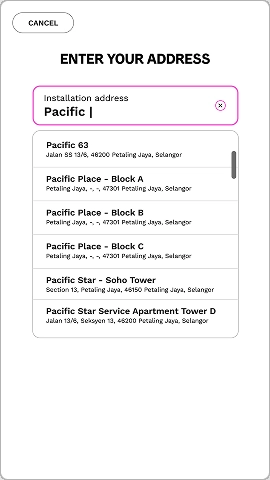 CANCEL
ENTER YOUR ADDRESS
Installation address
Pacific
Pacific 63
Jalan SS 13/6, 46200 Petaling Jaya, Selangor
Pacific Place - Block A
Petaling Jaya, -, -, 47301 Petaling Jaya, Selangor
Pacific Place - Block B
Petaling Jaya, -, -, 47301 Petaling Jaya, Selangor
Pacific Place - Block C
Petaling Jaya, -, -, 47301 Petaling Jaya, Selangor
Pacific Star - Soho Tower
Section 13, Petaling Jaya, 46150 Petaling Jaya, Selangor
Pacific Star Service Apartment Tower D
Jalan 13/6, Seksyen 13, 46200 Petaling Jaya, Selangor